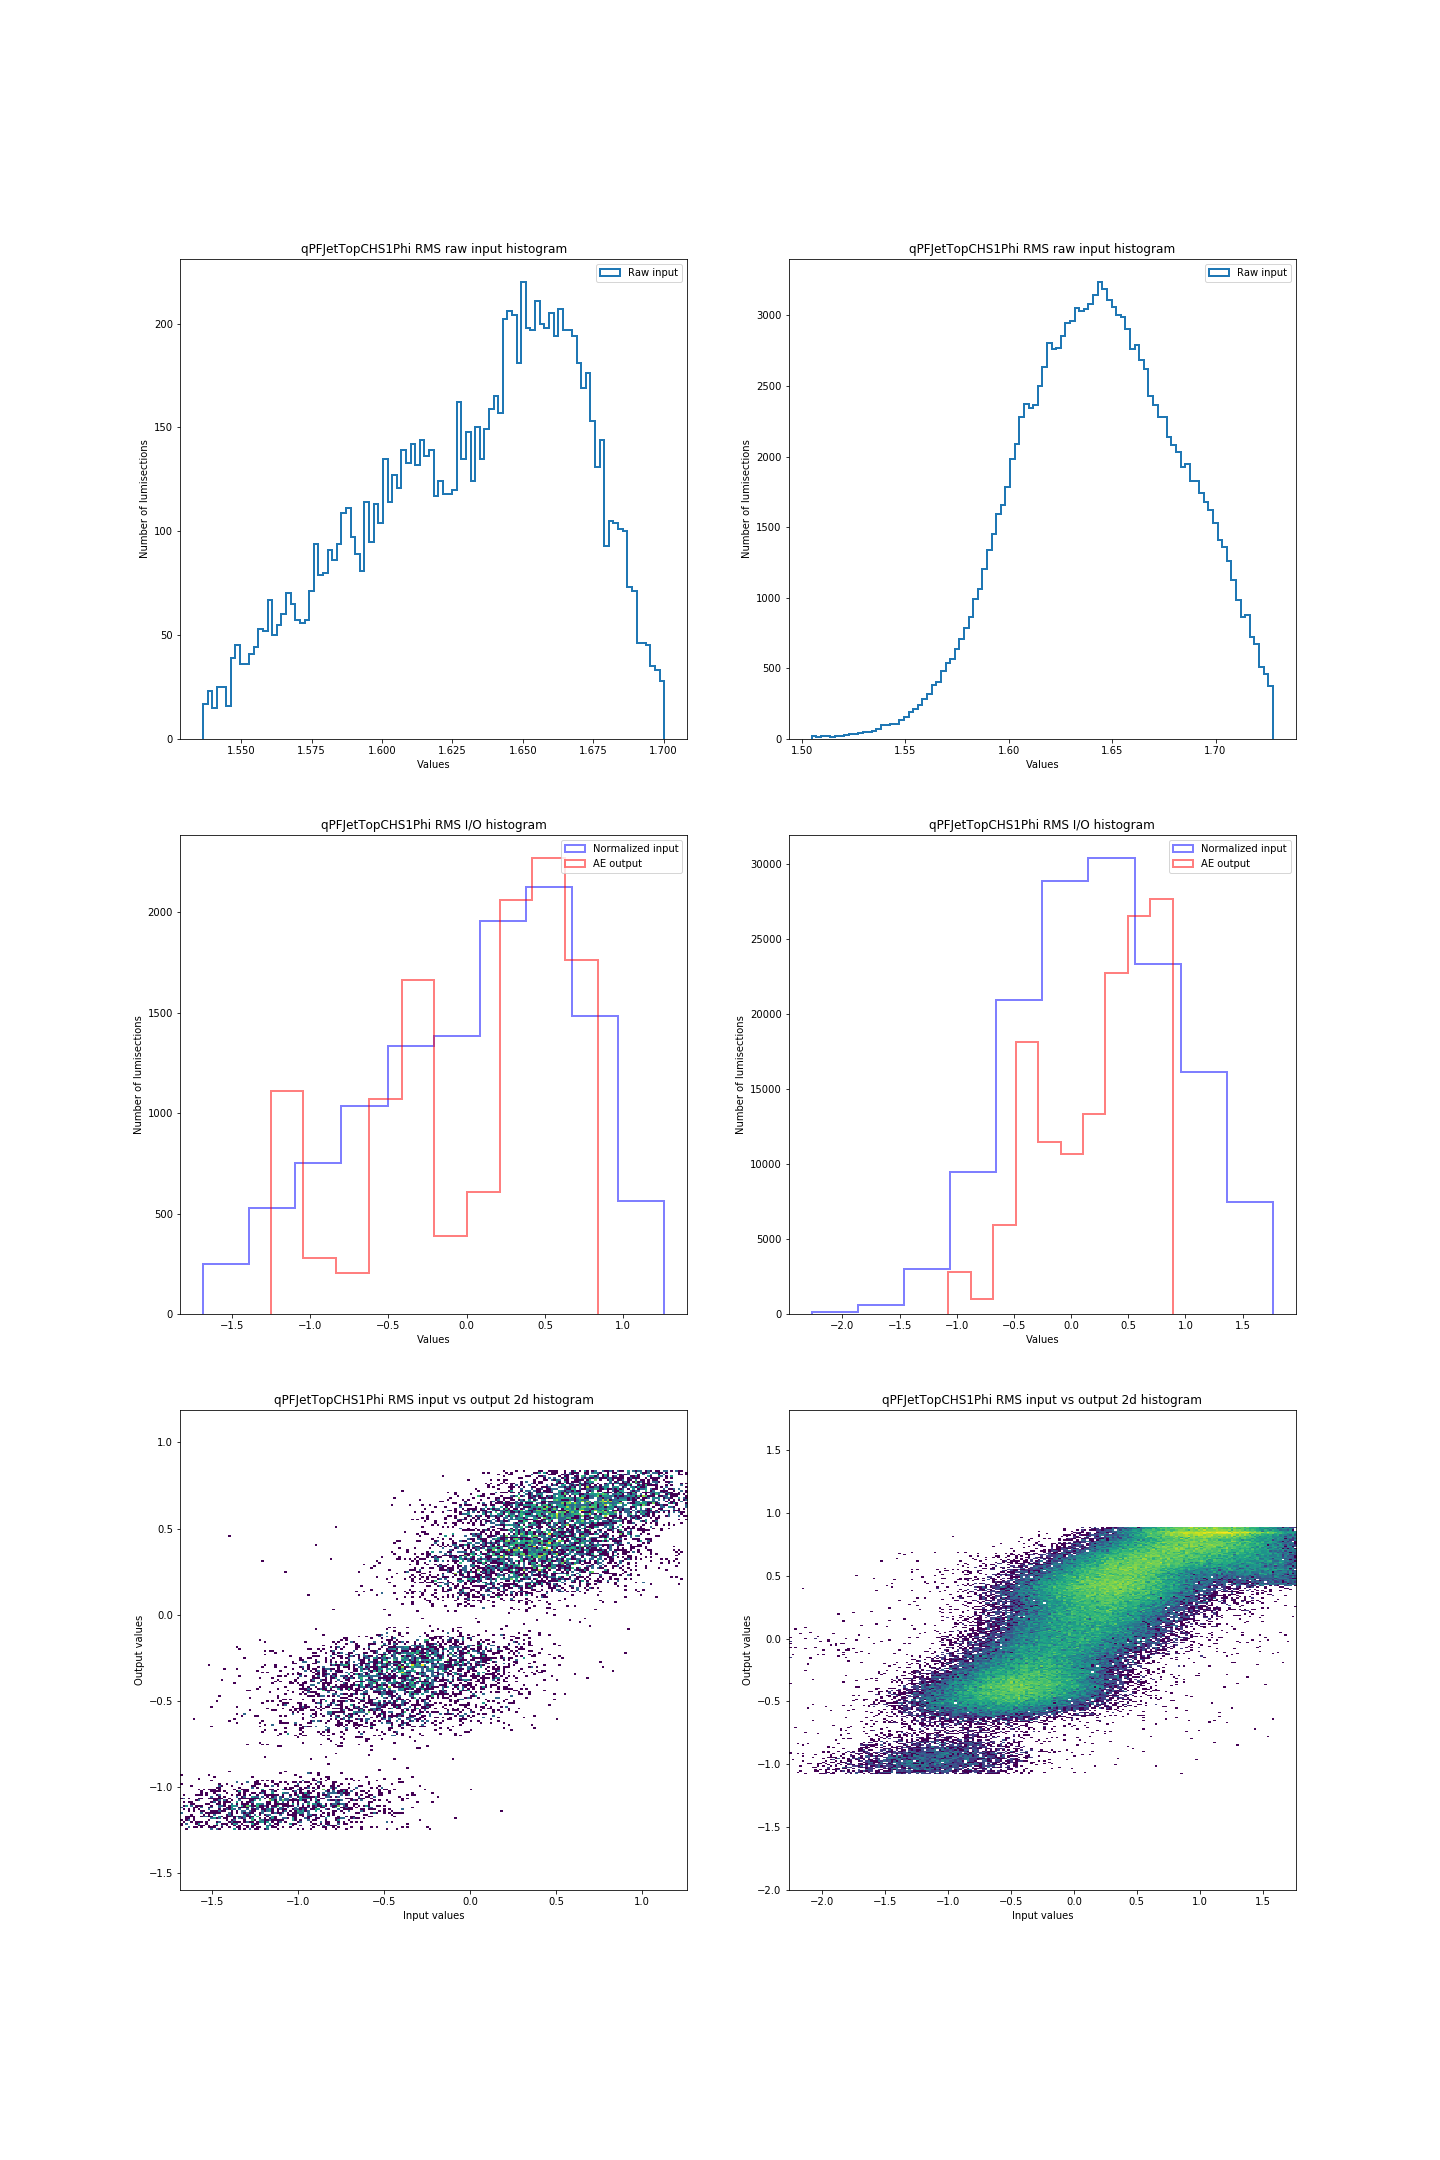 qPFJetTopCHS1Phi RMS raw input histogram
Raw input
Number of lumisections
200
150
100
50
0
1.550 1.575 1.600 1.625 1.650 1.675 1.700
Values
qPFJetTopCHS1Phi RMS raw input histogram
Raw input
Number of lumisections
3000
2500
2000
1500
1000
500
0
1.50 1.55 1.60 1.65 1.70
Values
qPFJetTopCHS1Phi RMS I/O histogram
Normalized input
AE output
Number of lumisections
2000
1500
1000
500
0
−1.5 −1.0 −0.5 0.0 0.5 1.0
Values
qPFJetTopCHS1Phi RMS I/O histogram
Normalized input
AE output
Number of lumisections
30000
25000
20000
15000
10000
5000
0
−2.0 −1.5 −1.0 −0.5 0.0 0.5 1.0 1.5
Values
qPFJetTopCHS1Phi RMS input vs output 2d histogram
Output values
1.0
0.5
0.0
−0.5
−1.0
−1.5
−1.5 −1.0 −0.5 0.0 0.5 1.0
Input values
qPFJetTopCHS1Phi RMS input vs output 2d histogram
Output values
1.5
1.0
0.5
0.0
−0.5
−1.0
−1.5
−2.0
−2.0 −1.5 −1.0 −0.5 0.0 0.5 1.0 1.5
Input values